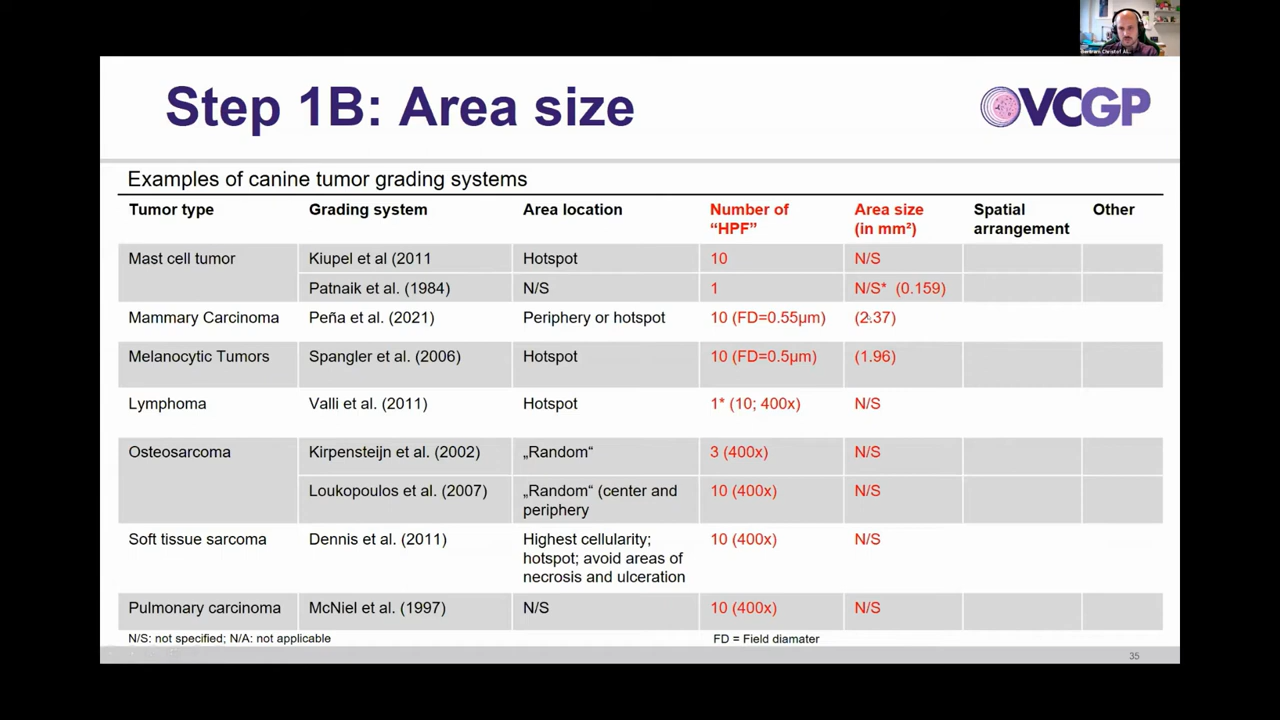 Bertram Christof Al...
Step 1B: Area size
VCGP
Examples of canine tumor grading systems
Tumor type Grading system Area location Number of "HPF" Area size (in mm²) Spatial arrangement Other
Mast cell tumor Kiupel et al (2011 Hotspot 10 N/S
Patnaik et al. (1984) N/S 1 N/S* (0.159)
Mammary Carcinoma Peña et al. (2021) Periphery or hotspot 10 (FD=0.55µm) (2.37)
Melanocytic Tumors Spangler et al. (2006) Hotspot 10 (FD=0.5µm) (1.96)
Lymphoma Valli et al. (2011) Hotspot 1* (10; 400x) N/S
Osteosarcoma Kirpensteijn et al. (2002) „Random“ 3 (400x) N/S
Loukopoulos et al. (2007) „Random“ (center and periphery 10 (400x) N/S
Soft tissue sarcoma Dennis et al. (2011) Highest cellularity; hotspot; avoid areas of necrosis and ulceration 10 (400x) N/S
Pulmonary carcinoma McNiel et al. (1997) N/S 10 (400x) N/S
N/S: not specified; N/A: not applicable FD = Field diamater
35